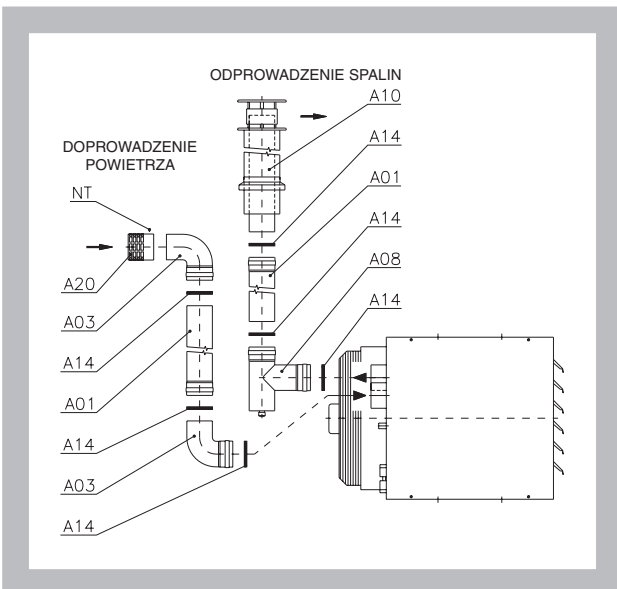 ODPROWADZENIE SPALIN
A10
A14
A01
A14
A08
A14
DOPROWADZENIE
POWIETRZA
NT
A20
A03
A14
A01
A14
A03
A14